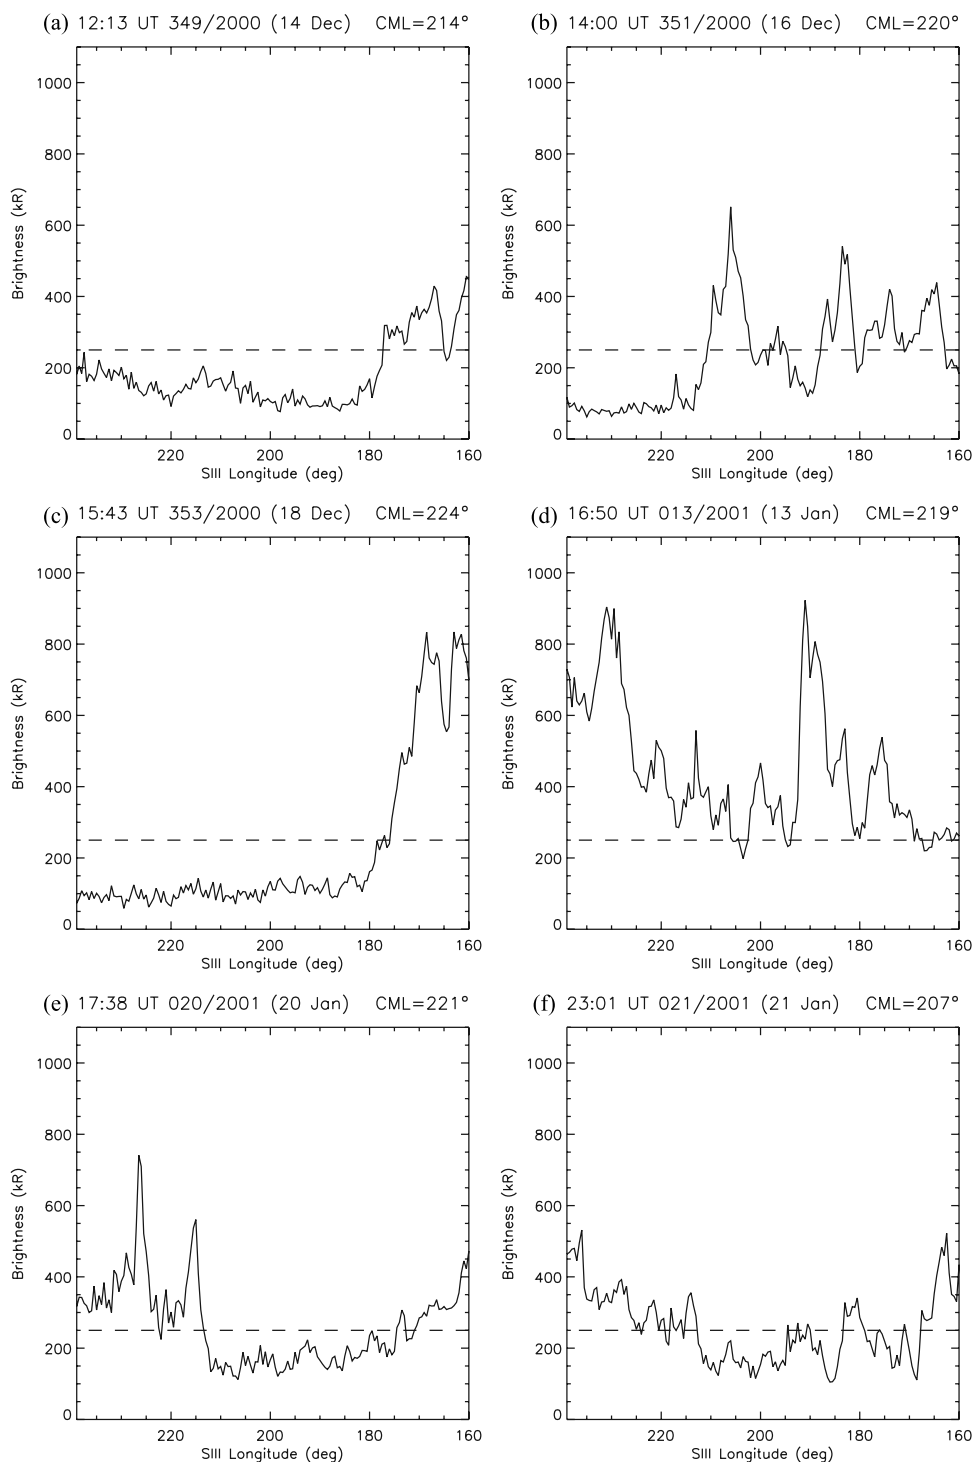 (a) 12:13 UT 349/2000 (14 Dec) CML=214°
1000
800
600
400
200
0
Brightness (kR)
220 200 180 160
SIII Longitude (deg)
(b) 14:00 UT 351/2000 (16 Dec) CML=220°
1000
800
600
400
200
0
Brightness (kR)
220 200 180 160
SIII Longitude (deg)
(c) 15:43 UT 353/2000 (18 Dec) CML=224°
1000
800
600
400
200
0
Brightness (kR)
220 200 180 160
SIII Longitude (deg)
(d) 16:50 UT 013/2001 (13 Jan) CML=219°
1000
800
600
400
200
0
Brightness (kR)
220 200 180 160
SIII Longitude (deg)
(e) 17:38 UT 020/2001 (20 Jan) CML=221°
1000
800
600
400
200
0
Brightness (kR)
220 200 180 160
SIII Longitude (deg)
(f) 23:01 UT 021/2001 (21 Jan) CML=207°
1000
800
600
400
200
0
Brightness (kR)
220 200 180 160
SIII Longitude (deg)